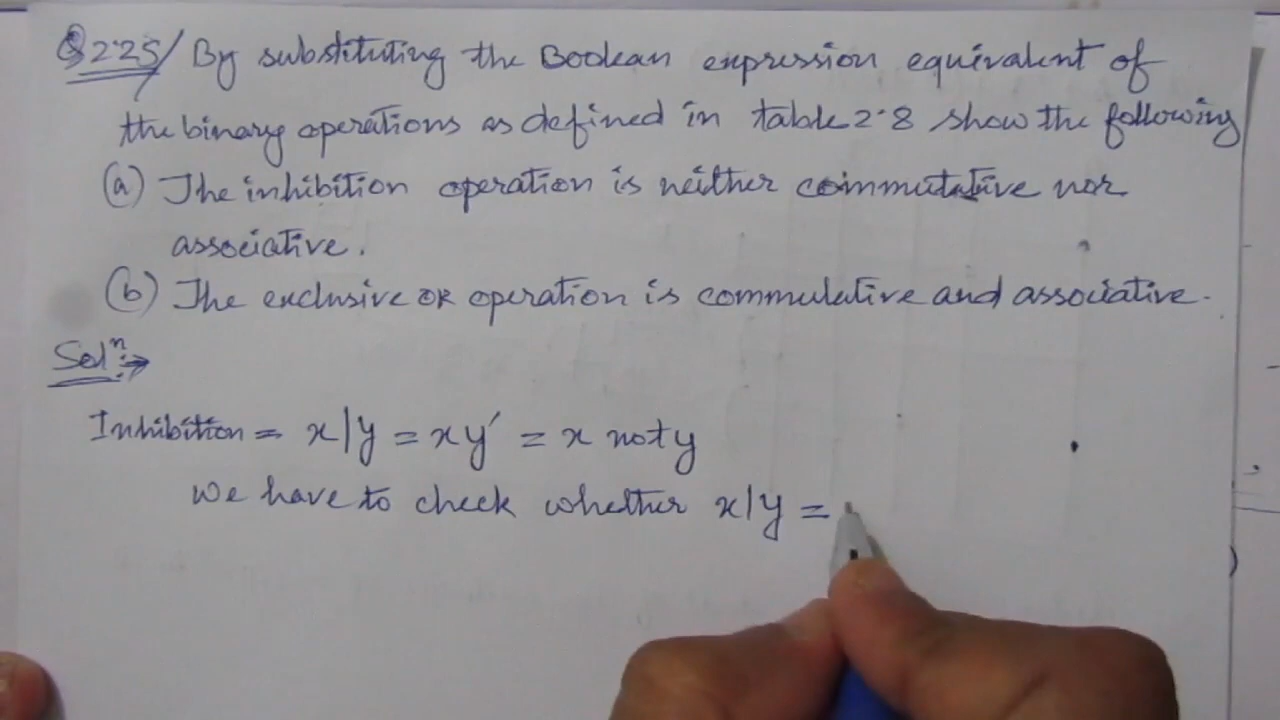 Q2.25/ By substituting the Boolean expression equivalent of
the binary operations as defined in table 2.8 show the following
(a) The inhibition operation is neither commutative nor
associative.
(b) The exclusive OR operation is commulative and associative.
Solⁿ:→
Inhibition = x/y = xy' = x not y
We have to check whether x/y =